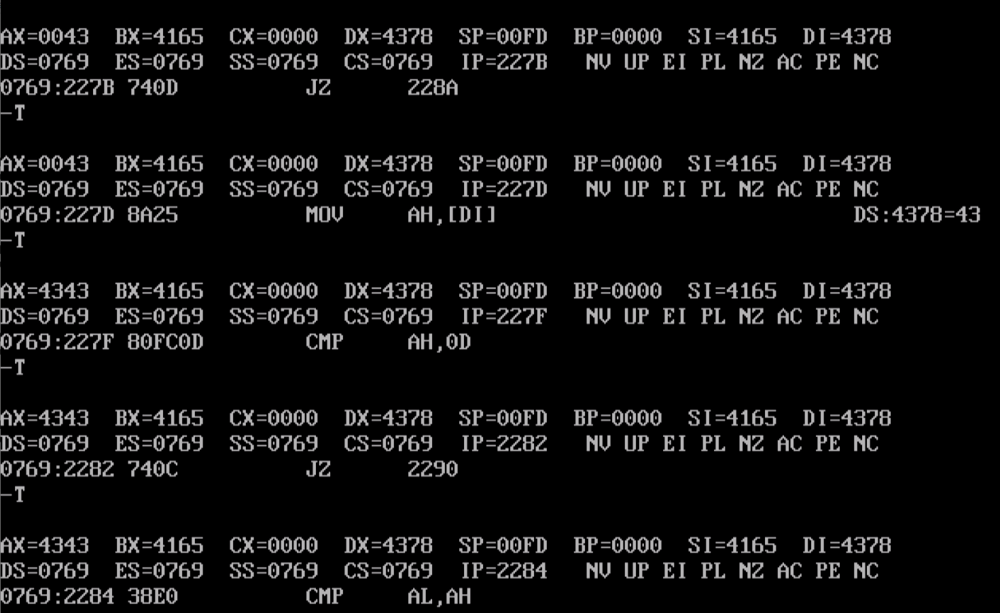 AX=0043  BX=4165  CX=0000  DX=4378  SP=00FD  BP=0000  SI=4165  DI=4378
DS=0769  ES=0769  SS=0769  CS=0769  IP=227B   NV UP EI PL NZ AC PE NC
0769:227B 740D          JZ      228A
-T
AX=0043  BX=4165  CX=0000  DX=4378  SP=00FD  BP=0000  SI=4165  DI=4378
DS=0769  ES=0769  SS=0769  CS=0769  IP=227D   NV UP EI PL NZ AC PE NC
0769:227D 8A25          MOV     AH,[DI]                            DS:4378=43
-T
AX=4343  BX=4165  CX=0000  DX=4378  SP=00FD  BP=0000  SI=4165  DI=4378
DS=0769  ES=0769  SS=0769  CS=0769  IP=227F   NV UP EI PL NZ AC PE NC
0769:227F 80FC0D        CMP     AH,0D
-T
AX=4343  BX=4165  CX=0000  DX=4378  SP=00FD  BP=0000  SI=4165  DI=4378
DS=0769  ES=0769  SS=0769  CS=0769  IP=2282   NV UP EI PL NZ AC PE NC
0769:2282 740C          JZ      2290
-T
AX=4343  BX=4165  CX=0000  DX=4378  SP=00FD  BP=0000  SI=4165  DI=4378
DS=0769  ES=0769  SS=0769  CS=0769  IP=2284   NV UP EI PL NZ AC PE NC
0769:2284 38E0          CMP     AL,AH